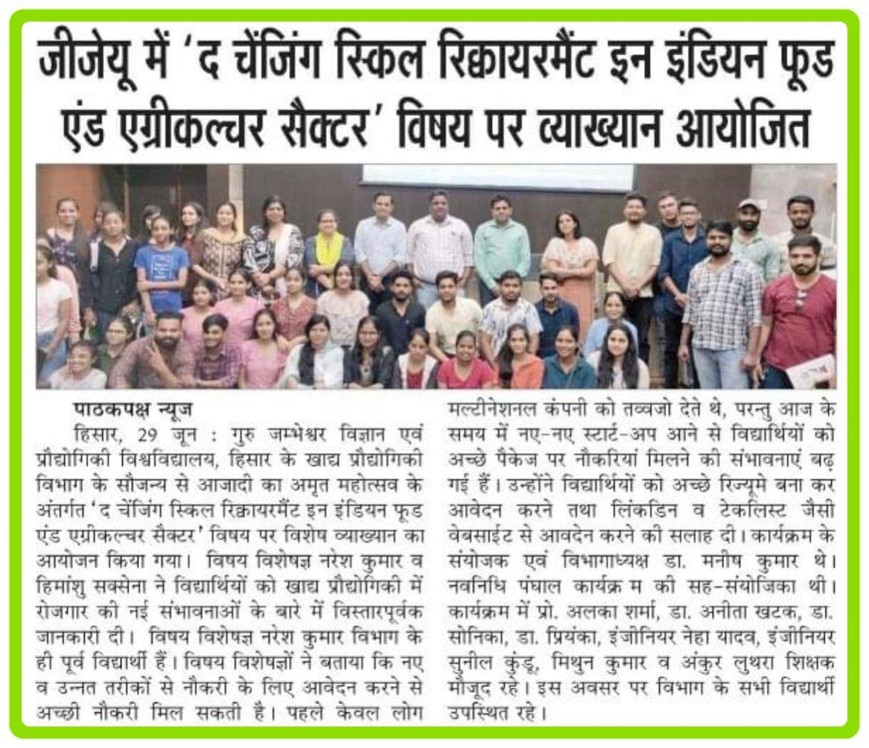 जीजेयू में ‘द चेंजिंग स्किल रिक्वायरमैंट इन इंडियन फूड
एंड एग्रीकल्चर सैक्टर’ विषय पर व्याख्यान आयोजित
पाठकपक्ष न्यूज
हिसार, 29 जून : गुरु जम्भेश्वर विज्ञान एवं
प्रौद्योगिकी विश्वविद्यालय, हिसार के खाद्य प्रौद्योगिकी
विभाग के सौजन्य से आजादी का अमृत महोत्सव के
अंतर्गत ‘द चेंजिंग स्किल रिक्वायरमैंट इन इंडियन फूड
एंड एग्रीकल्चर सैक्टर’ विषय पर विशेष व्याख्यान का
आयोजन किया गया। विषय विशेषज्ञ नरेश कुमार व
हिमांशु सक्सेना ने विद्यार्थियों को खाद्य प्रौद्योगिकी में
रोजगार की नई संभावनाओं के बारे में विस्तारपूर्वक
जानकारी दी। विषय विशेषज्ञ नरेश कुमार विभाग के
ही पूर्व विद्यार्थी हैं। विषय विशेषज्ञों ने बताया कि नए
व उन्नत तरीकों से नौकरी के लिए आवेदन करने से
अच्छी नौकरी मिल सकती है। पहले केवल लोग
मल्टीनेशनल कंपनी को तव्वजो देते थे, परन्तु आज के
समय में नए-नए स्टार्ट-अप आने से विद्यार्थियों को
अच्छे पैकेज पर नौकरियां मिलने की संभावनाएं बढ़
गई हैं। उन्होंने विद्यार्थियों को अच्छे रिज्यूमे बना कर
आवेदन करने तथा लिंकडिन व टेकलिस्ट जैसी
वेबसाईट से आवदेन करने की सलाह दी। कार्यक्रम के
संयोजक एवं विभागाध्यक्ष डा. मनीष कुमार थे।
नवनिधि पंघाल कार्यक्र म की सह-संयोजिका थी।
कार्यक्रम में प्रो. अलका शर्मा, डा. अनीता खटक, डा.
सोनिका, डा. प्रियंका, इंजीनियर नेहा यादव, इंजीनियर
सुनील कुंडू, मिथुन कुमार व अंकुर लुथरा शिक्षक
मौजूद रहे। इस अवसर पर विभाग के सभी विद्यार्थी
उपस्थित रहे।